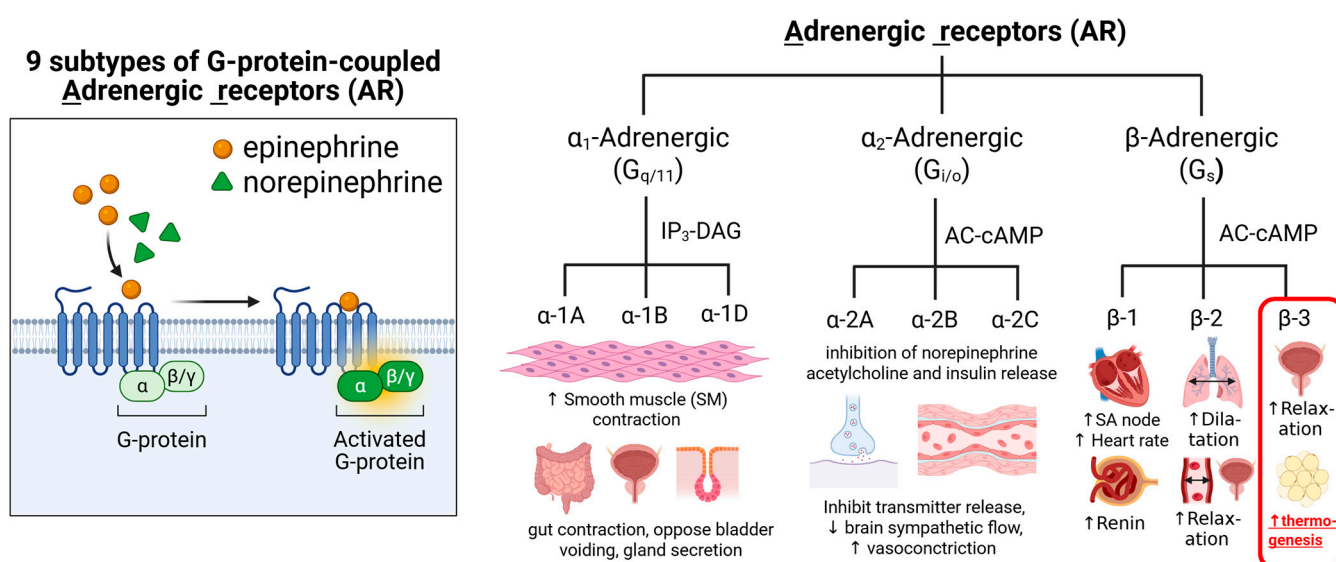 9 subtypes of G-protein-coupled
Adrenergic receptors (AR)
epinephrine
norepinephrine
α
β/γ
α
β/γ
G-protein
Activated
G-protein
Adrenergic receptors (AR)
α₁-Adrenergic
(Gq/11)
α₂-Adrenergic
(Gi/o)
β-Adrenergic
(Gs)
IP₃-DAG
AC-cAMP
AC-cAMP
α-1A
α-1B
α-1D
α-2A
α-2B
α-2C
β-1
β-2
β-3
↑ Smooth muscle (SM)
contraction
gut contraction, oppose bladder
voiding, gland secretion
inhibition of norepinephrine
acetylcholine and insulin release
Inhibit transmitter release,
↓ brain sympathetic flow,
↑ vasoconctriction
↑SA node
↑ Heart rate
↑Renin
↑Dila-
tation
↑Relax-
ation
↑Relax-
ation
↑thermo-
genesis